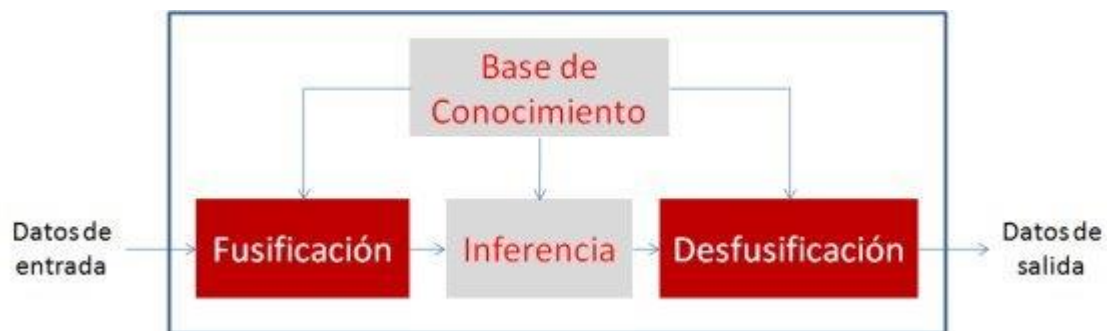 Base de
Conocimiento
Datos de
entrada
Fusificación
Inferencia
Desfusificación
Datos de
salida